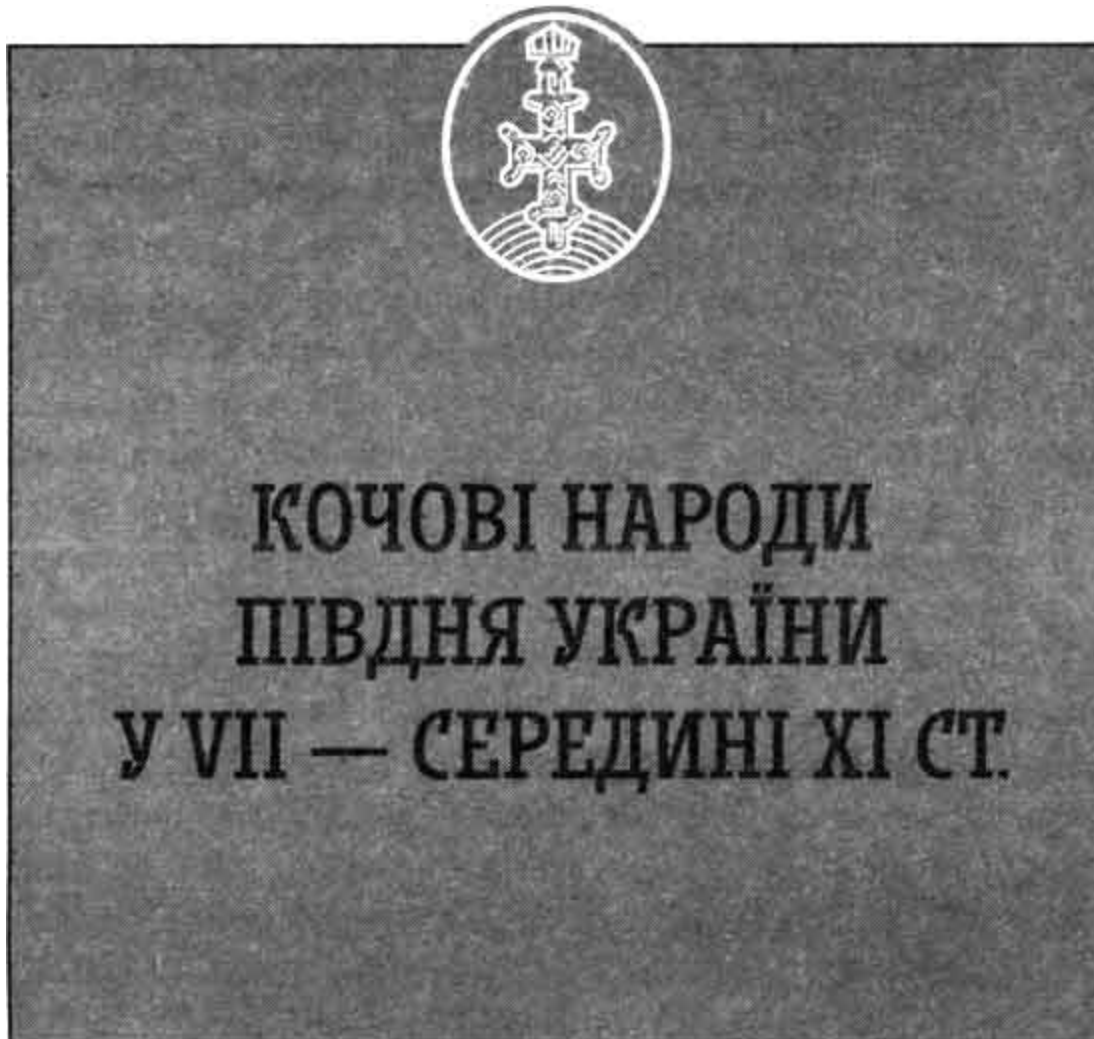 КОЧОВІ НАРОДИ
ПІВДНЯ УКРАЇНИ
У VII — СЕРЕДИНІ XI СТ.